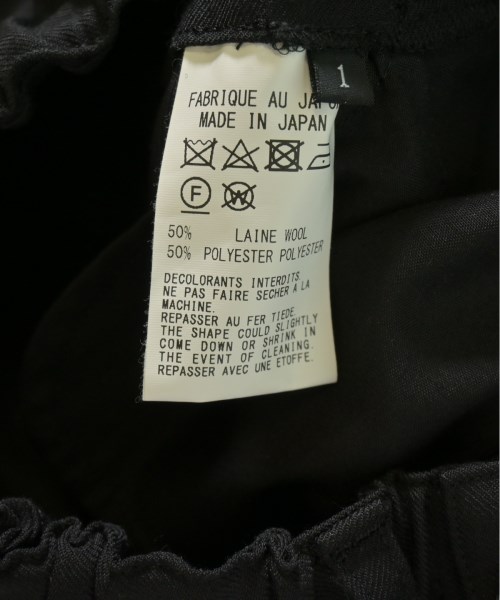 1
FABRIQUE AU JAPO
MADE IN JAPAN
F W
50% LAINE WOOL
50% POLYESTER POLYESTER
DECOLORANTS INTERDITS.
NE PAS FAIRE SECHER A LA
MACHINE.
REPASSER AU FER TIEDE.
THE SHAPE COULD SLIGHTLY
COME DOWN OR SHRINK IN
THE EVENT OF CLEANING.
REPASSER AVEC UNE ETOFFE.